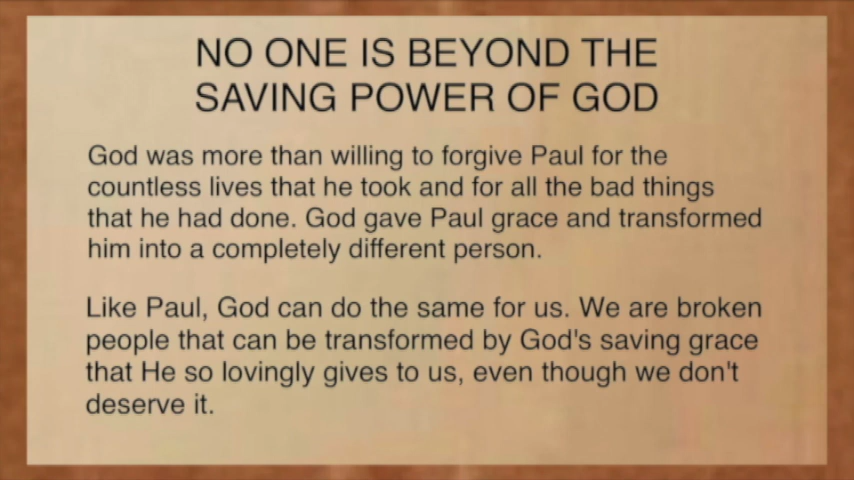 NO ONE IS BEYOND THE
SAVING POWER OF GOD
God was more than willing to forgive Paul for the
countless lives that he took and for all the bad things
that he had done. God gave Paul grace and transformed
him into a completely different person.
Like Paul, God can do the same for us. We are broken
people that can be transformed by God's saving grace
that He so lovingly gives to us, even though we don't
deserve it.